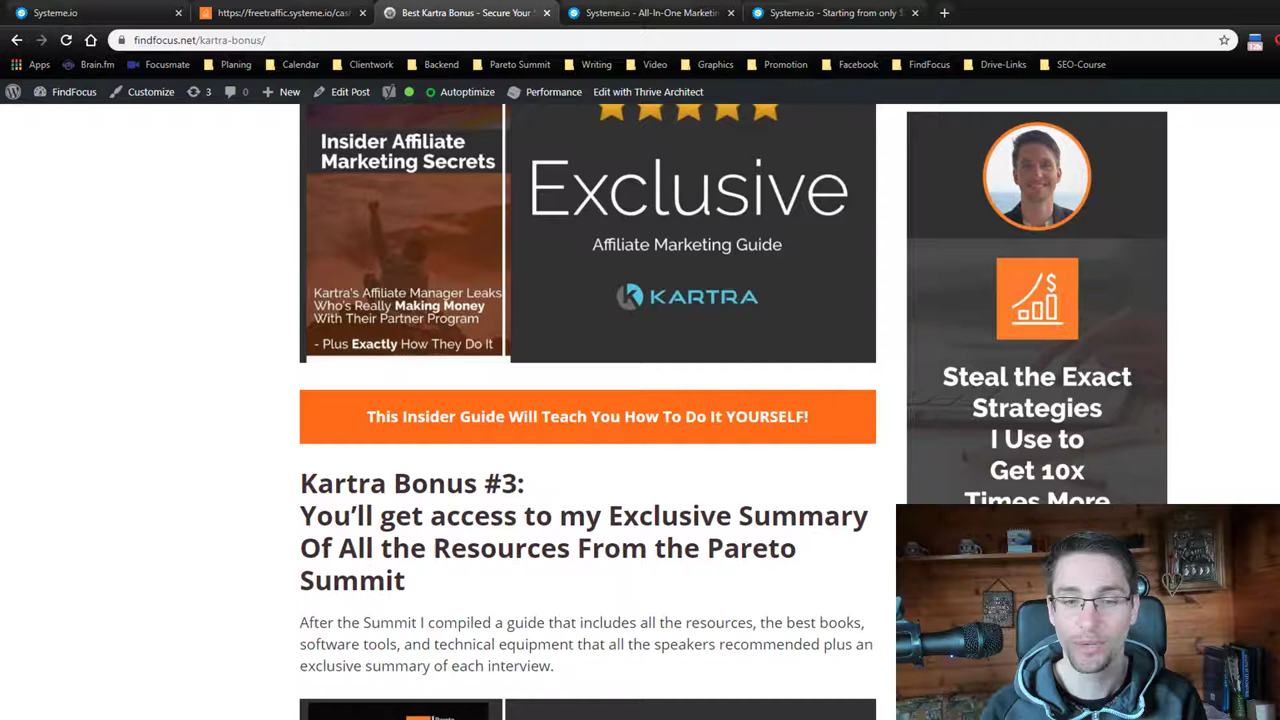 Systeme.io
https://freetraffic.systeme.io/cas
Best Kartra Bonus - Secure Your
Systeme.io - All-In-One Marketin
Systeme.io - Starting from only $
findfocus.net/kartra-bonus/
Apps Brain.fm Focusmate Planing Calendar Clientwork Backend Pareto Summit Writing Video Graphics Promotion Facebook FindFocus Drive-Links SEO-Course
FindFocus Customize 3 0 New Edit Post Autoptimize Performance Edit with Thrive Architect
Insider Affiliate
Marketing Secrets
Kartra's Affiliate Manager Leaks
Who's Really Making Money
With Their Partner Program
- Plus Exactly How They Do It
Exclusive
Affiliate Marketing Guide
KARTRA
This Insider Guide Will Teach You How To Do It YOURSELF!
Kartra Bonus #3:
You’ll get access to my Exclusive Summary
Of All the Resources From the Pareto
Summit
After the Summit I compiled a guide that includes all the resources, the best books,
software tools, and technical equipment that all the speakers recommended plus an
exclusive summary of each interview.
$
Steal the Exact
Strategies
I Use to
Get 10x
Times More